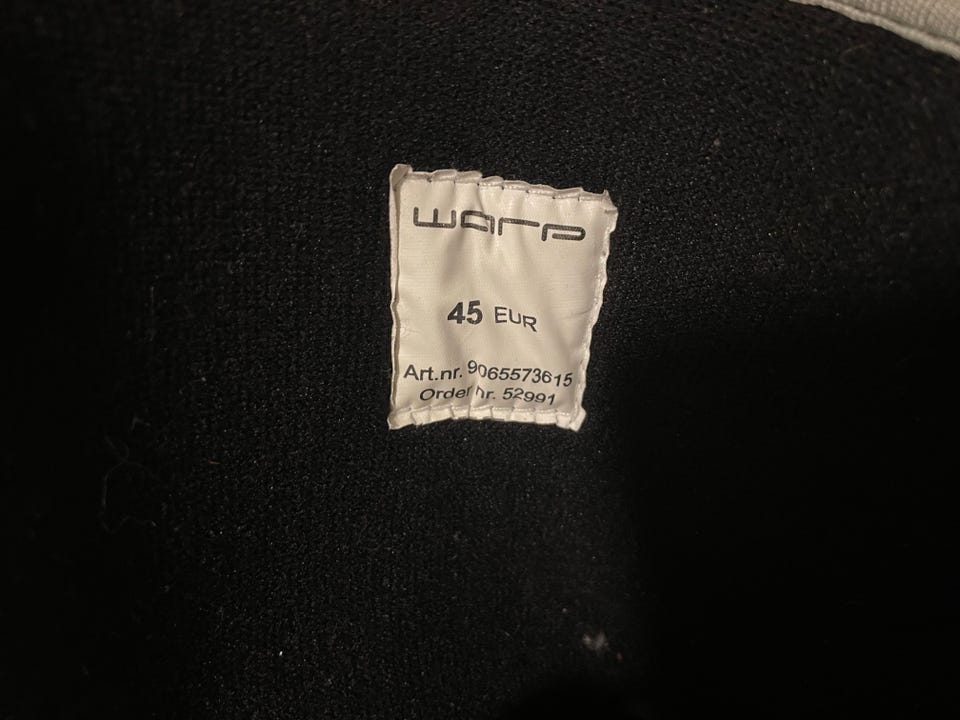 warp
45 EUR
Art.nr. 9065573615
Order nr. 52991